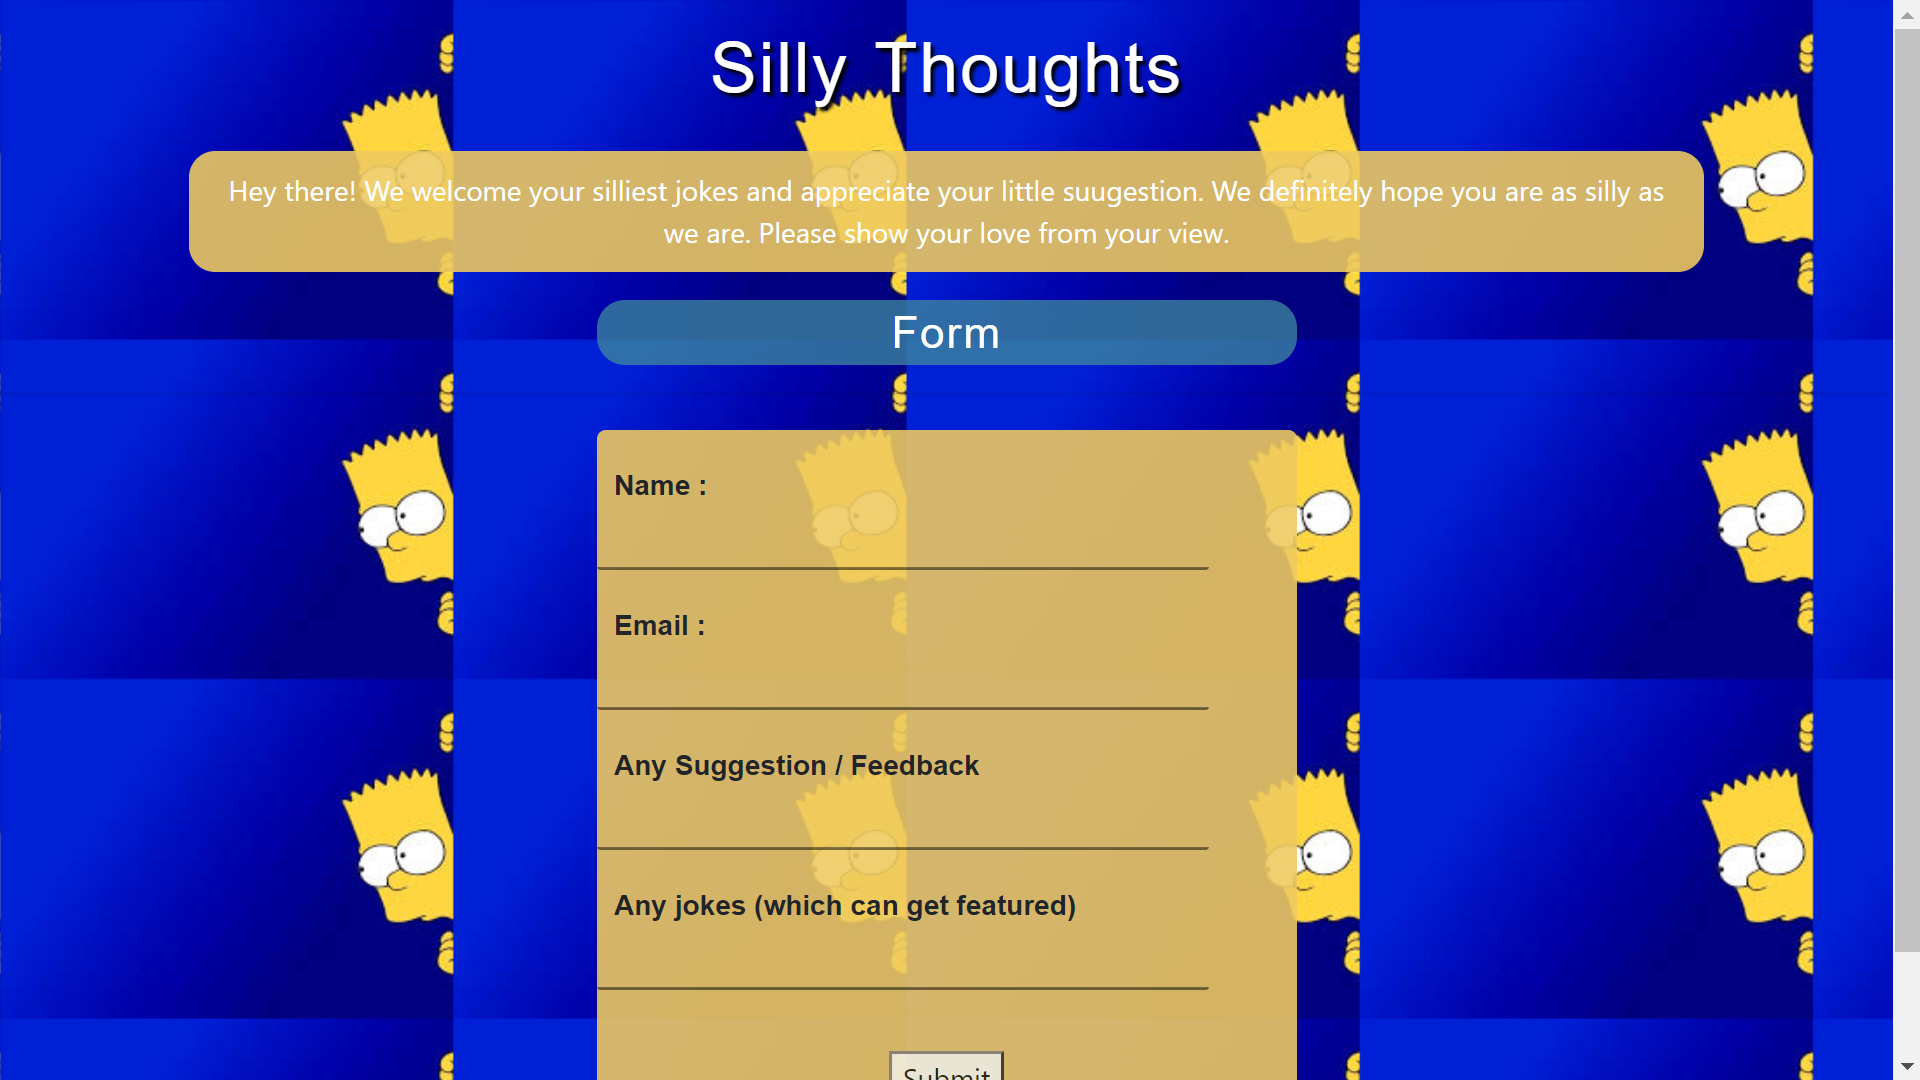 Silly Thoughts
Hey there! We welcome your silliest jokes and appreciate your little suugestion. We definitely hope you are as silly as
we are. Please show your love from your view.
Form
Name :
Email :
Any Suggestion / Feedback
Any jokes (which can get featured)
Submit